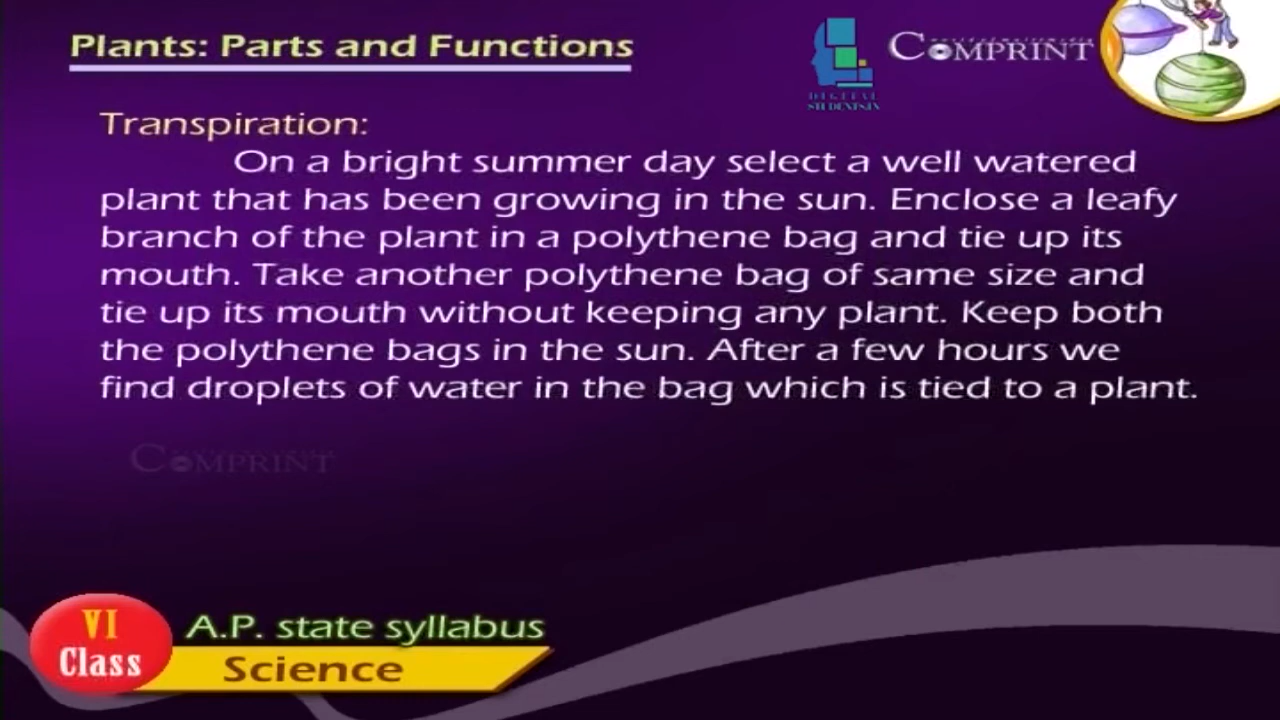 Plants: Parts and Functions
DIGITAL
STUDENTS.IN
COMPRINT
Transpiration:
On a bright summer day select a well watered
plant that has been growing in the sun. Enclose a leafy
branch of the plant in a polythene bag and tie up its
mouth. Take another polythene bag of same size and
tie up its mouth without keeping any plant. Keep both
the polythene bags in the sun. After a few hours we
find droplets of water in the bag which is tied to a plant.
COMPRINT
VI
Class
A.P. state syllabus
Science